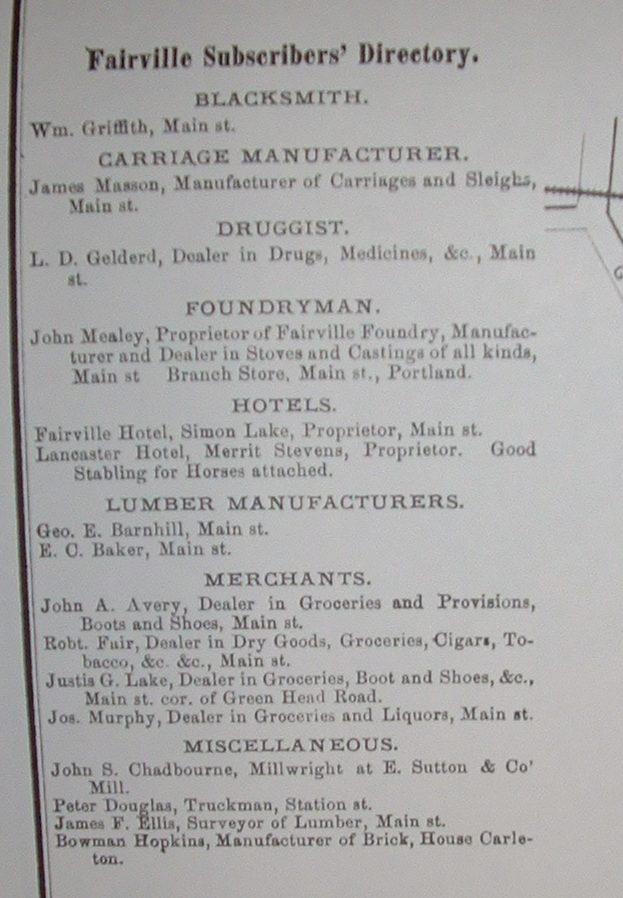 Fairville Subscribers' Directory.
BLACKSMITH.
Wm. Griffith, Main st.
CARRIAGE MANUFACTURER.
James Masson, Manufacturer of Carriages and Sleighs,
Main st.
DRUGGIST.
L. D. Gelderd, Dealer in Drugs, Medicines, &c., Main
st.
FOUNDRYMAN.
John Mealey, Proprietor of Fairville Foundry, Manufac-
turer and Dealer in Stoves and Castings of all kinds,
Main st Branch Store, Main st., Portland.
HOTELS.
Fairville Hotel, Simon Lake, Proprietor, Main st.
Lancaster Hotel, Merrit Stevens, Proprietor. Good
Stabling for Horses attached.
LUMBER MANUFACTURERS.
Geo. E. Barnhill, Main st.
E. C. Baker, Main st.
MERCHANTS.
John A. Avery, Dealer in Groceries and Provisions,
Boots and Shoes, Main st.
Robt. Fair, Dealer in Dry Goods, Groceries, Cigars, To-
bacco, &c. &c., Main st.
Justis G. Lake, Dealer in Groceries, Boot and Shoes, &c.,
Main st. cor. of Green Head Road.
Jos. Murphy, Dealer in Groceries and Liquors, Main st.
MISCELLANEOUS.
John S. Chadbourne, Millwright at E. Sutton & Co'
Mill.
Peter Douglas, Truckman, Station st.
James F. Ellis, Surveyor of Lumber, Main st.
Bowman Hopkins, Manufacturer of Brick, House Carle-
ton.